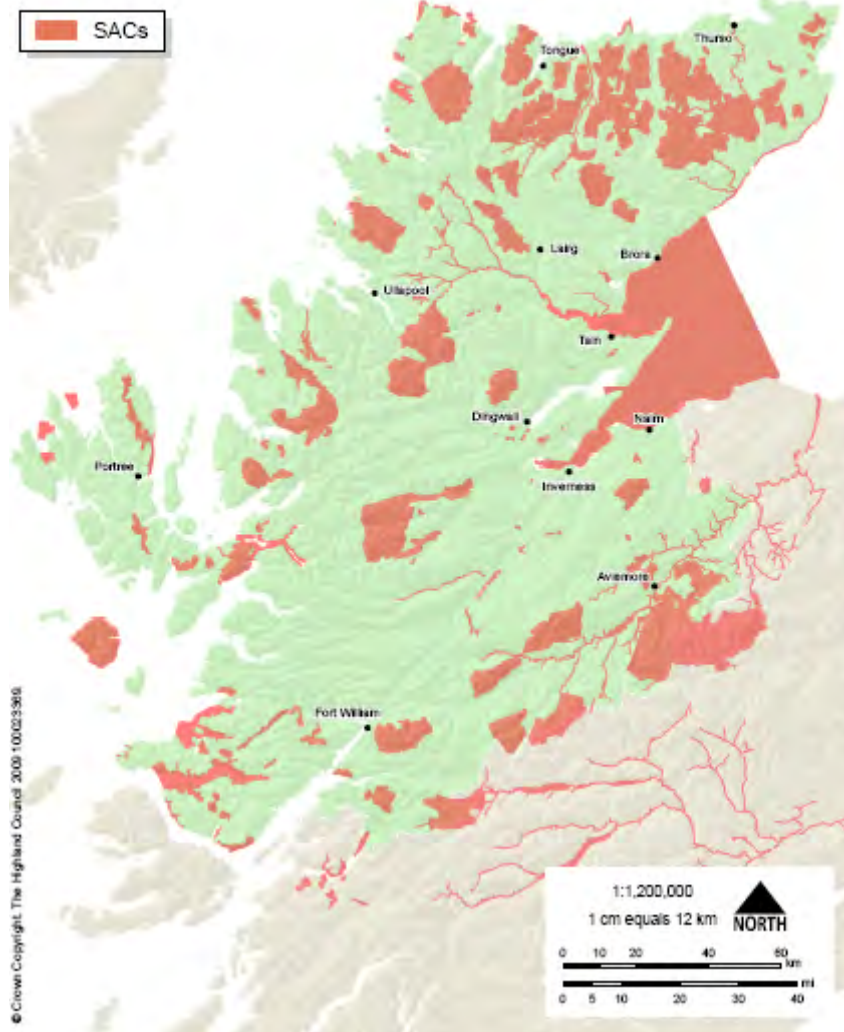 SACs
Thurso
Tongue
Lairg
Brora
Ullapool
Tain
Dingwall
Nairn
Portree
Inverness
Aviemore
Fort William
© Crown Copyright. The Highland Council 2009 100023369.
1:1,200,000
1 cm equals 12 km
NORTH
0 10 20 40 60
km
mi
0 5 10 20 30 40